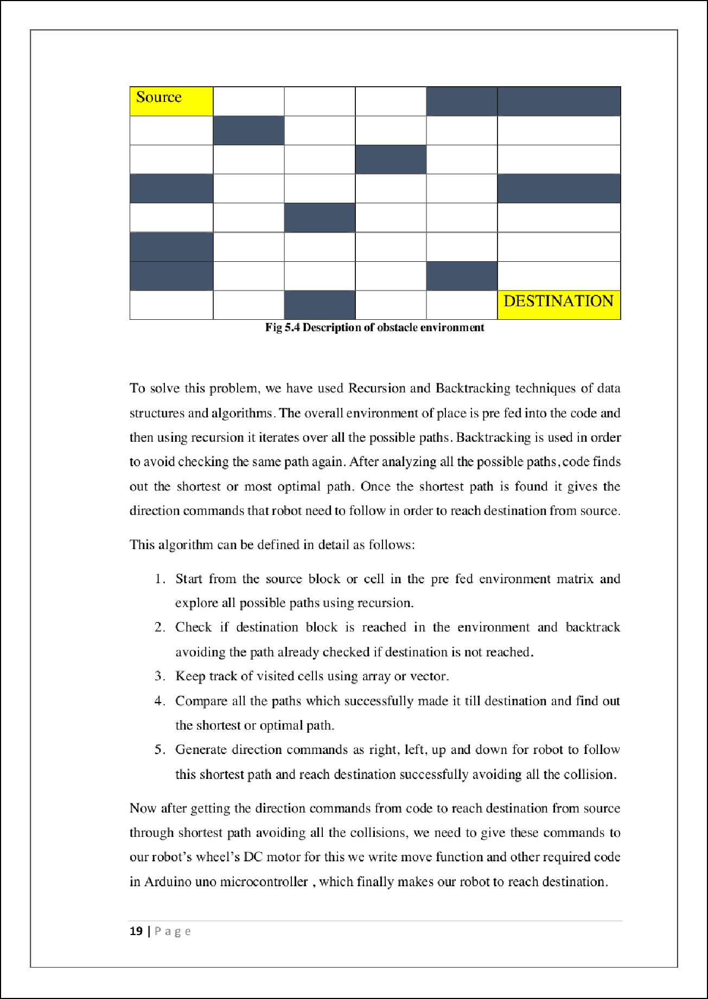 Source
DESTINATION
Fig 5.4 Description of obstacle environment
To solve this problem, we have used Recursion and Backtracking techniques of data
structures and algorithms. The overall environment of place is pre fed into the code and
then using recursion it iterates over all the possible paths. Backtracking is used in order
to avoid checking the same path again. After analyzing all the possible paths, code finds
out the shortest or most optimal path. Once the shortest path is found it gives the
direction commands that robot need to follow in order to reach destination from source.
This algorithm can be defined in detail as follows:
1. Start from the source block or cell in the pre fed environment matrix and
explore all possible paths using recursion.
2. Check if destination block is reached in the environment and backtrack
avoiding the path already checked if destination is not reached.
3. Keep track of visited cells using array or vector.
4. Compare all the paths which successfully made it till destination and find out
the shortest or optimal path.
5. Generate direction commands as right, left, up and down for robot to follow
this shortest path and reach destination successfully avoiding all the collision.
Now after getting the direction commands from code to reach destination from source
through shortest path avoiding all the collisions, we need to give these commands to
our robot’s wheel’s DC motor for this we write move function and other required code
in Arduino uno microcontroller , which finally makes our robot to reach destination.
19 | P a g e